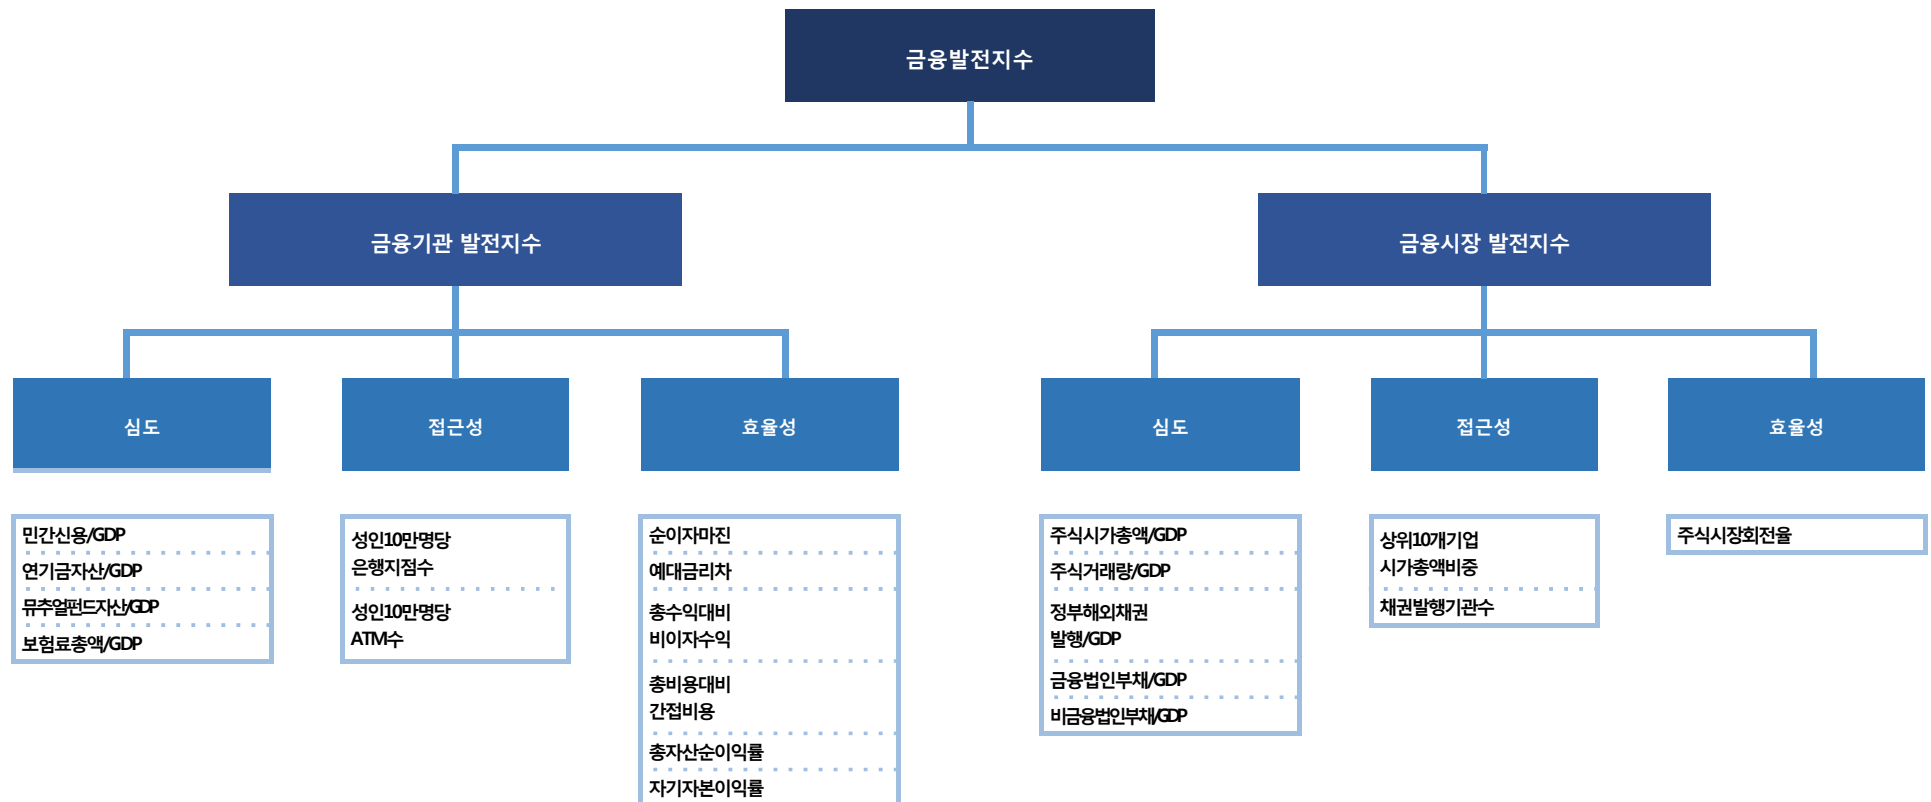 금융발전지수
금융기관 발전지수
금융시장 발전지수
심도
접근성
효율성
심도
접근성
효율성
민간신용/GDP
연기금자산/GDP
뮤추얼펀드자산/GDP
보험료총액/GDP
성인10만명당
은행지점수
성인10만명당
ATM수
순이자마진
예대금리차
총수익대비
비이자수익
총비용대비
간접비용
총자산순이익률
자기자본이익률
주식시가총액/GDP
주식거래량/GDP
정부해외채권
발행/GDP
금융법인부채/GDP
비금융법인부채/GDP
상위10개기업
시가총액비중
채권발행기관수
주식시장회전율